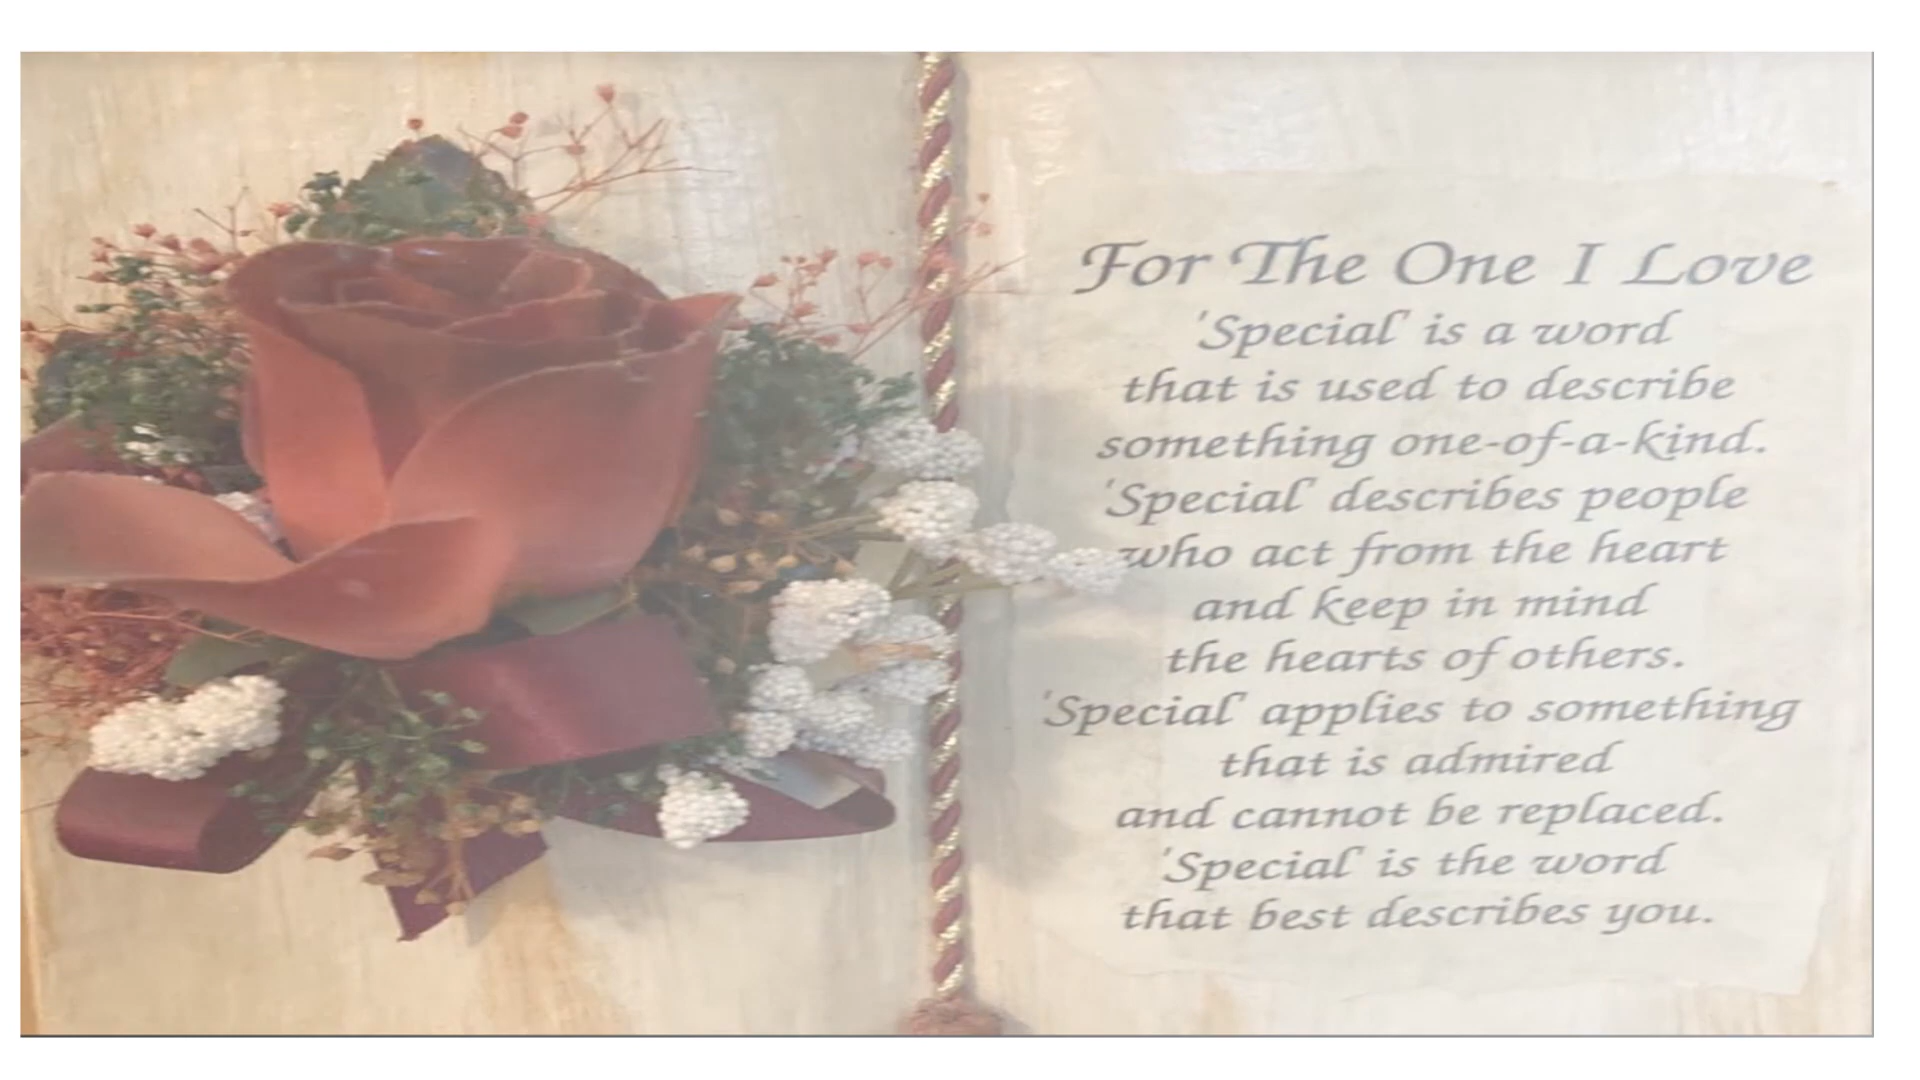 For The One I Love
'Special' is a word
that is used to describe
something one-of-a-kind.
'Special' describes people
who act from the heart
and keep in mind
the hearts of others.
'Special' applies to something
that is admired
and cannot be replaced.
'Special' is the word
that best describes you.